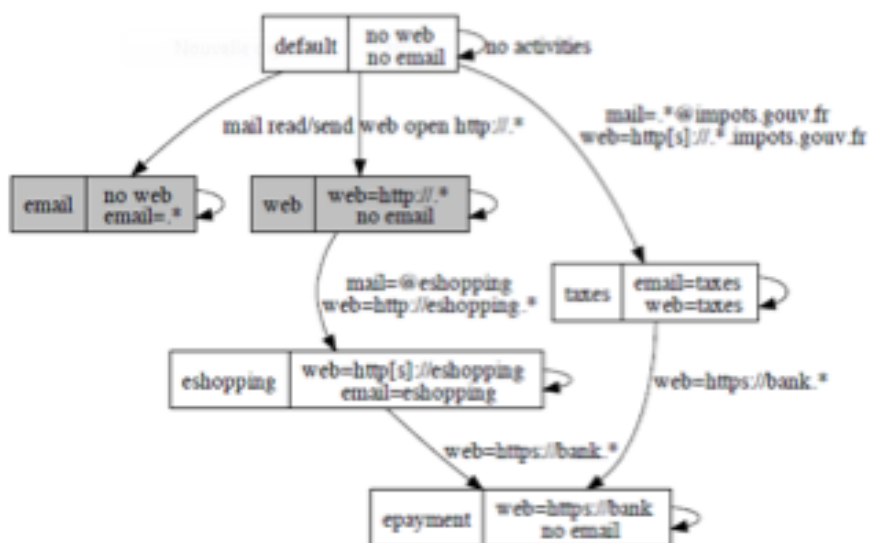 default
no web
no email
no activities
mail read/send
web open http://.*
mail=.*@impots.gouv.fr
web=http[s]://.*.impots.gouv.fr
email
no web
email=.*
web
web=http://.*
no email
mail=@eshopping
web=http://eshopping.*
taxes
email=taxes
web=taxes
eshopping
web=http[s]://eshopping
email=eshopping
web=https://bank.*
web=https://bank.*
epayment
web=https://bank
no email